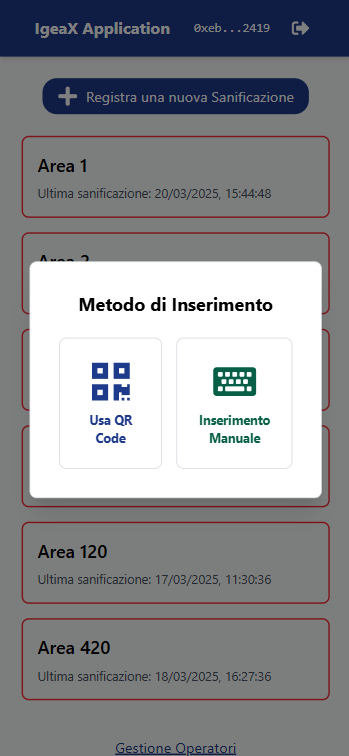 IgeaX Application 0xeb...2419
Registra una nuova Sanificazione
Area 1
Ultima sanificazione: 20/03/2025, 15:44:48
Area 2
Metodo di Inserimento
Usa QR
Code
Inserimento
Manuale
Area 120
Ultima sanificazione: 17/03/2025, 11:30:36
Area 420
Ultima sanificazione: 18/03/2025, 16:27:36
Gestione Operatori